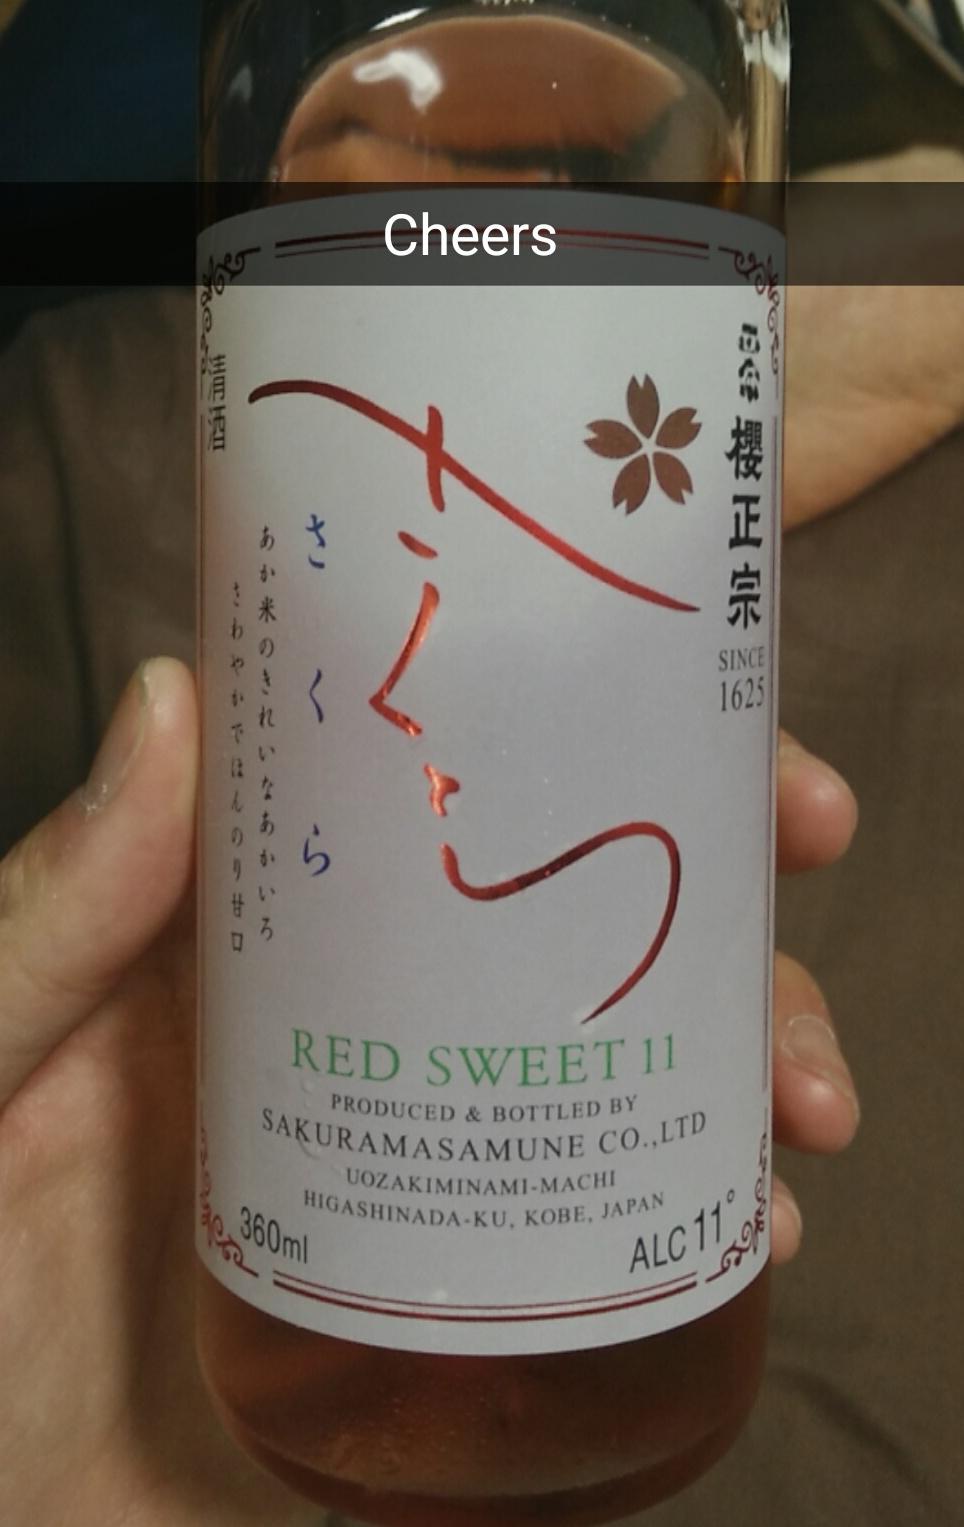 Cheers
櫻正宗
SINCE
1625
さくら
さくら
あか米のきれいなあかいろ
さわやかでほんのり甘口
清酒
RED SWEET 11
PRODUCED & BOTTLED BY
SAKURAMASAMUNE CO.,LTD
UOZAKIMINAMI-MACHI
HIGASHINADA-KU, KOBE, JAPAN
360ml
ALC 11°